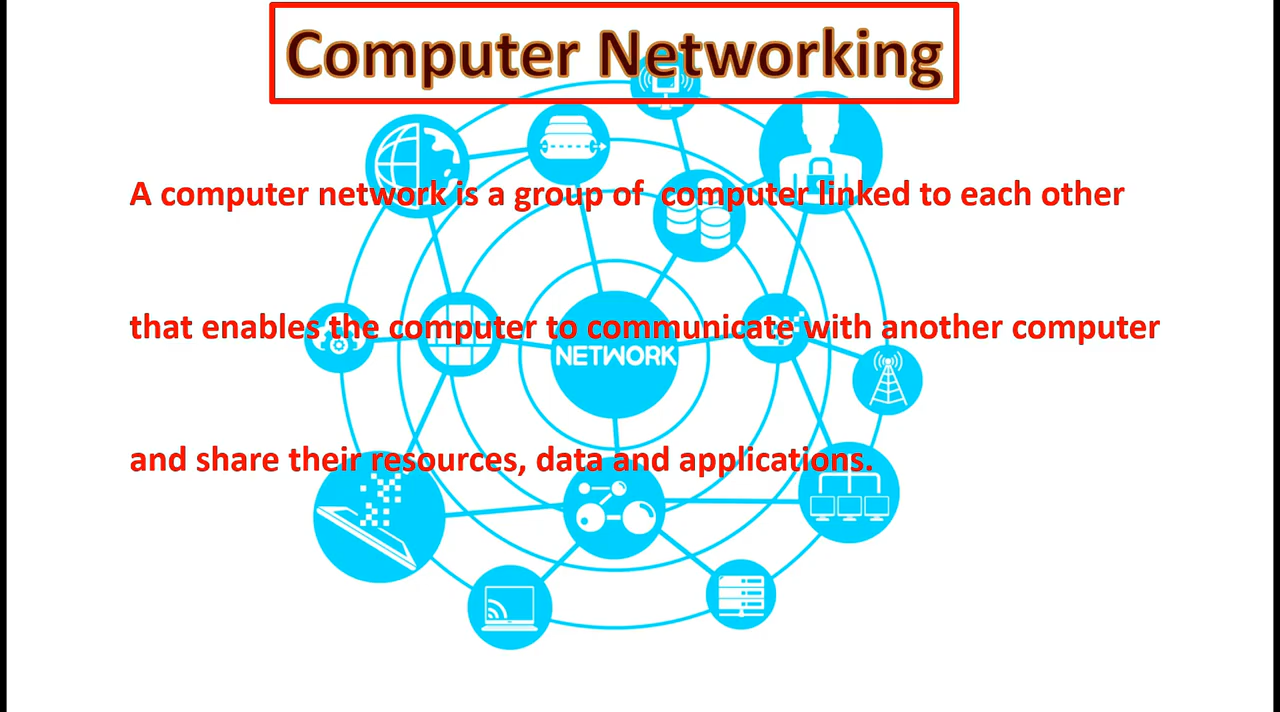 Computer Networking
A computer network is a group of computer linked to each other
that enables the computer to communicate with another computer
NETWORK
and share their resources, data and applications.